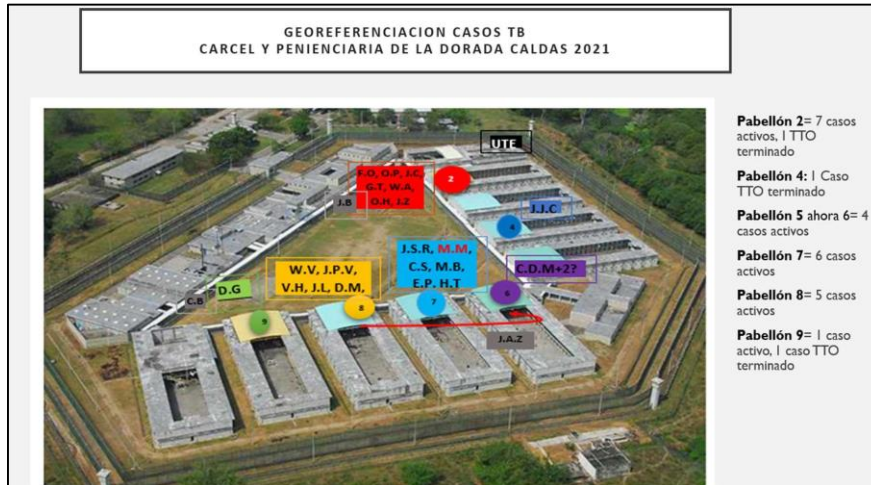 GEOREFERENCIACION CASOS TB
CARCEL Y PENIENCIARIA DE LA DORADA CALDAS 2021
UTE
F.O, O.P, J.C,
G.T, W.A,
O.H, J.Z
2
J.B
J.J.C
4
J.S.R, M.M,
C.S, M.B,
E.P, H.T
W.V, J.P.V,
V.H, J.L, D.M,
C.D.M+2?
D.G
C.B
9
8
7
6
J.A.Z
Pabellón 2= 7 casos
activos, 1 TTO
terminado
Pabellón 4: 1 Caso
TTO terminado
Pabellón 5 ahora 6= 4
casos activos
Pabellón 7= 6 casos
activos
Pabellón 8= 5 casos
activos
Pabellón 9= 1 caso
activo, 1 caso TTO
terminado